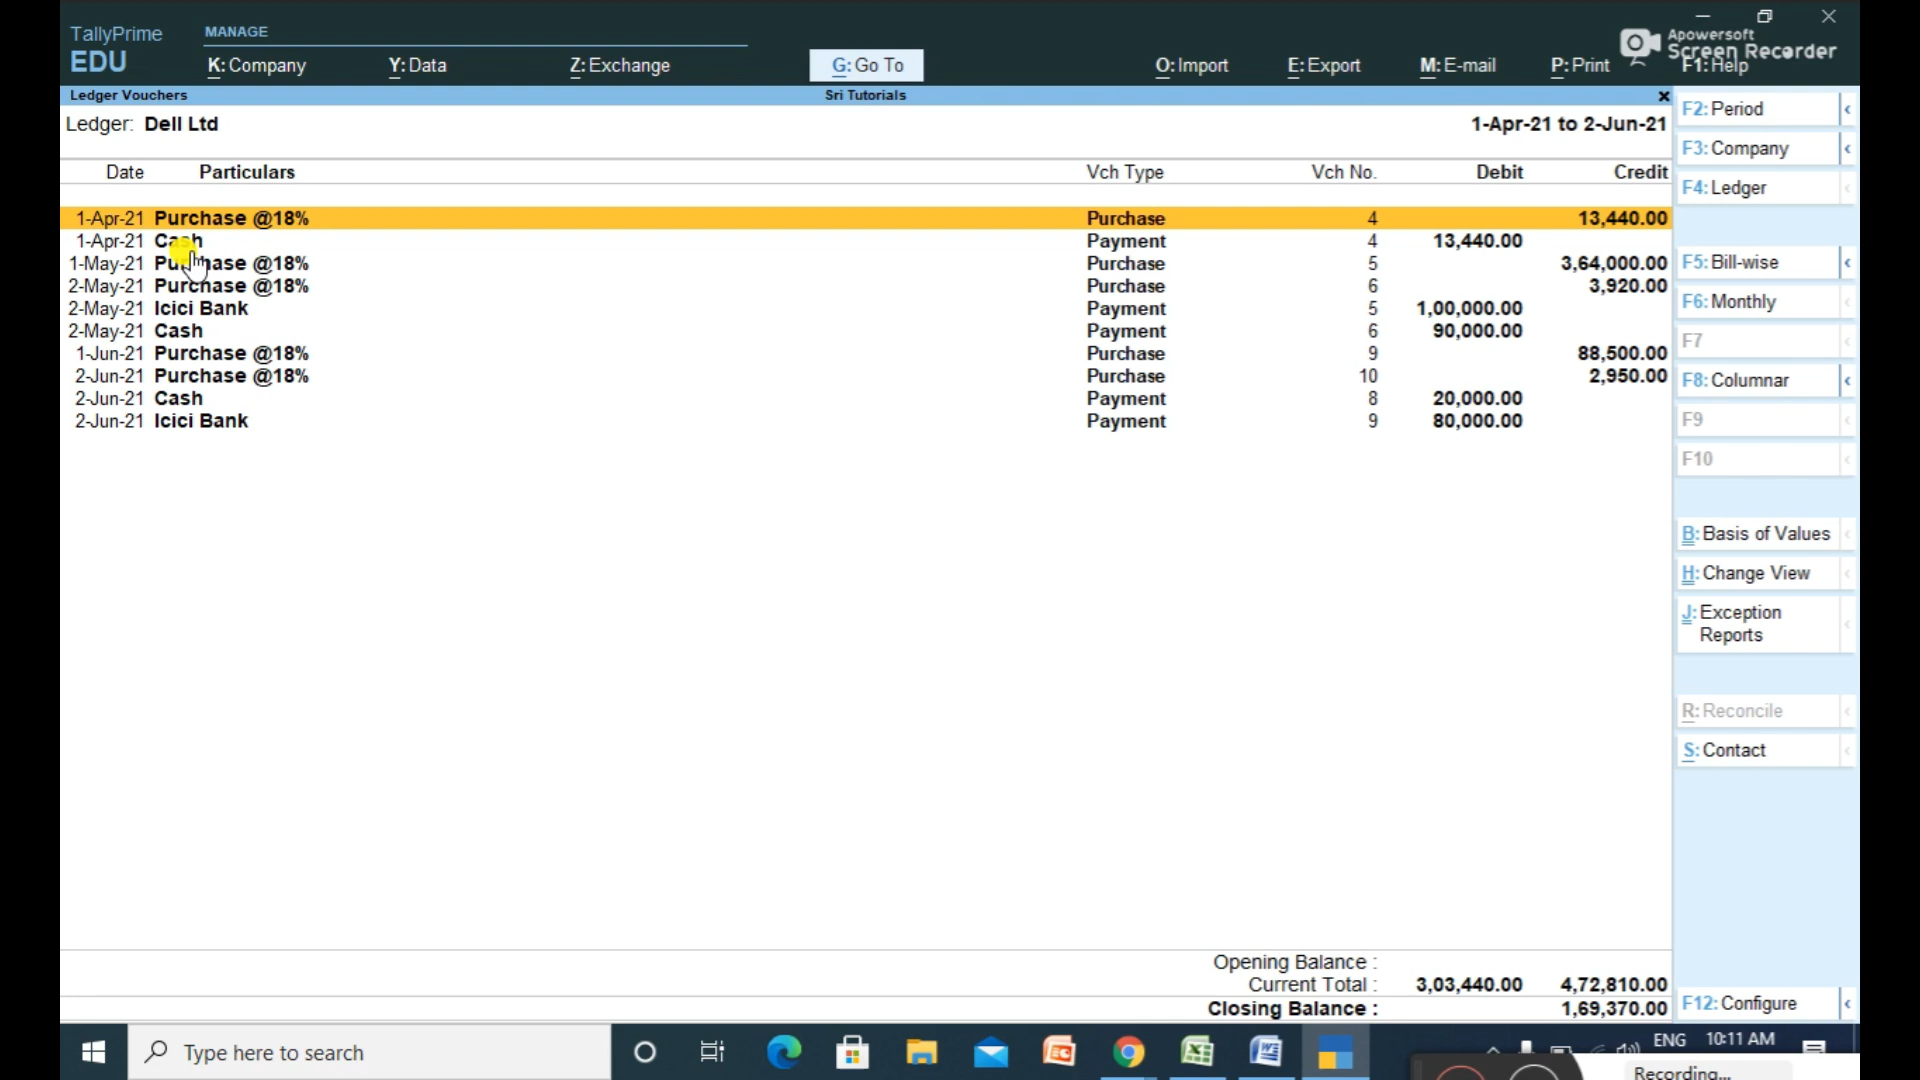 TallyPrime
EDU
MANAGE
K: Company
Y: Data
Z: Exchange
G: Go To
O: Import
E: Export
M: E-mail
P: Print
F1: Help
Apowersoft
Screen Recorder
Ledger Vouchers
Sri Tutorials
Ledger: Dell Ltd
1-Apr-21 to 2-Jun-21
Date Particulars Vch Type Vch No. Debit Credit
1-Apr-21 Purchase @18% Purchase 4 13,440.00
1-Apr-21 Cash Payment 4 13,440.00
1-May-21 Purchase @18% Purchase 5 3,64,000.00
2-May-21 Purchase @18% Purchase 6 3,920.00
2-May-21 Icici Bank Payment 5 1,00,000.00
2-May-21 Cash Payment 6 90,000.00
1-Jun-21 Purchase @18% Purchase 9 88,500.00
2-Jun-21 Purchase @18% Purchase 10 2,950.00
2-Jun-21 Cash Payment 8 20,000.00
2-Jun-21 Icici Bank Payment 9 80,000.00
Opening Balance :
Current Total : 3,03,440.00 4,72,810.00
Closing Balance : 1,69,370.00
F2: Period
F3: Company
F4: Ledger
F5: Bill-wise
F6: Monthly
F7
F8: Columnar
F9
F10
B: Basis of Values
H: Change View
J: Exception
Reports
R: Reconcile
S: Contact
F12: Configure
Type here to search
ENG
10:11 AM
Recording...